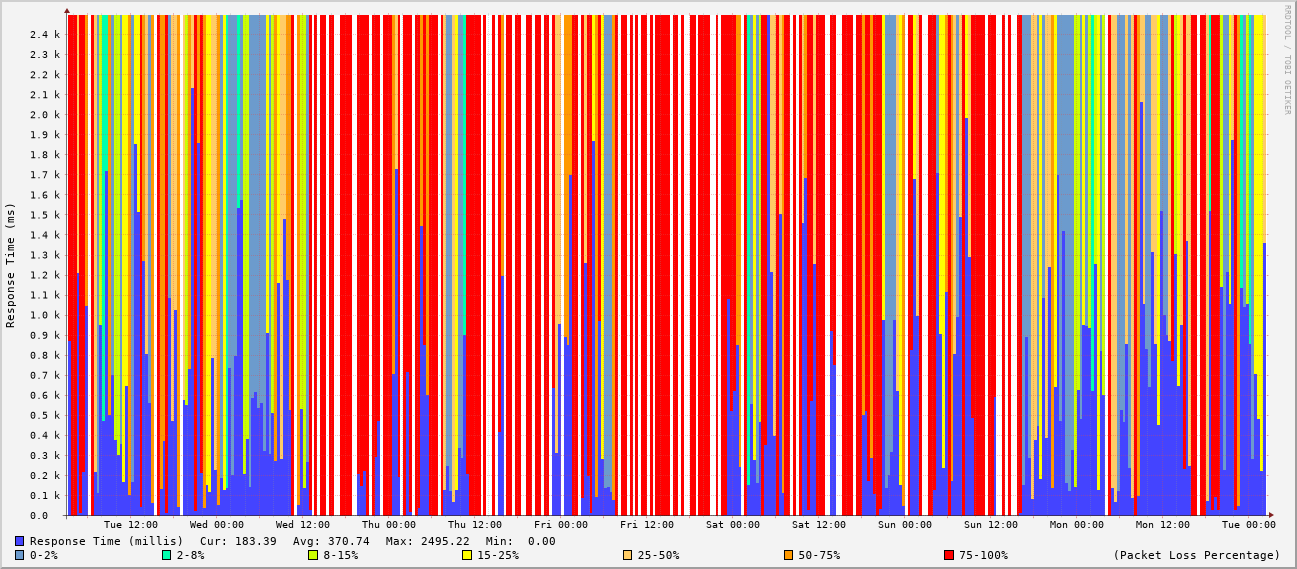 RRDTOOL / TOBI OETIKER
Response Time (ms)
2.4 k
2.3 k
2.2 k
2.1 k
2.0 k
1.9 k
1.8 k
1.7 k
1.6 k
1.5 k
1.4 k
1.3 k
1.2 k
1.1 k
1.0 k
0.9 k
0.8 k
0.7 k
0.6 k
0.5 k
0.4 k
0.3 k
0.2 k
0.1 k
0.0
Tue 12:00 Wed 00:00 Wed 12:00 Thu 00:00 Thu 12:00 Fri 00:00 Fri 12:00 Sat 00:00 Sat 12:00 Sun 00:00 Sun 12:00 Mon 00:00 Mon 12:00 Tue 00:00
Response Time (millis) Cur: 183.39 Avg: 370.74 Max: 2495.22 Min: 0.00
0-2% 2-8% 8-15% 15-25% 25-50% 50-75% 75-100% (Packet Loss Percentage)